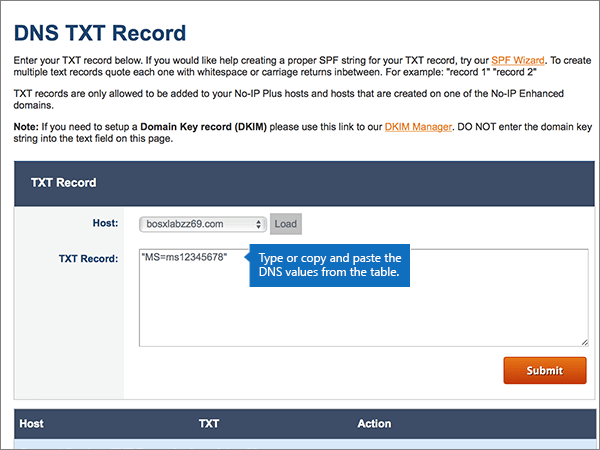 DNS TXT Record
Enter your TXT record below. If you would like help creating a proper SPF string for your TXT record, try our SPF Wizard. To create
multiple text records quote each one with whitespace or carriage returns inbetween. For example: "record 1" "record 2"
TXT records are only allowed to be added to your No-IP Plus hosts and hosts that are created on one of the No-IP Enhanced
domains.
Note: If you need to setup a Domain Key record (DKIM) please use this link to our DKIM Manager. DO NOT enter the domain key
string into the text field on this page.
TXT Record
Host: bosxlabzz69.com Load
TXT Record: "MS=ms12345678" Type or copy and paste the
DNS values from the table.
Submit
Host TXT Action